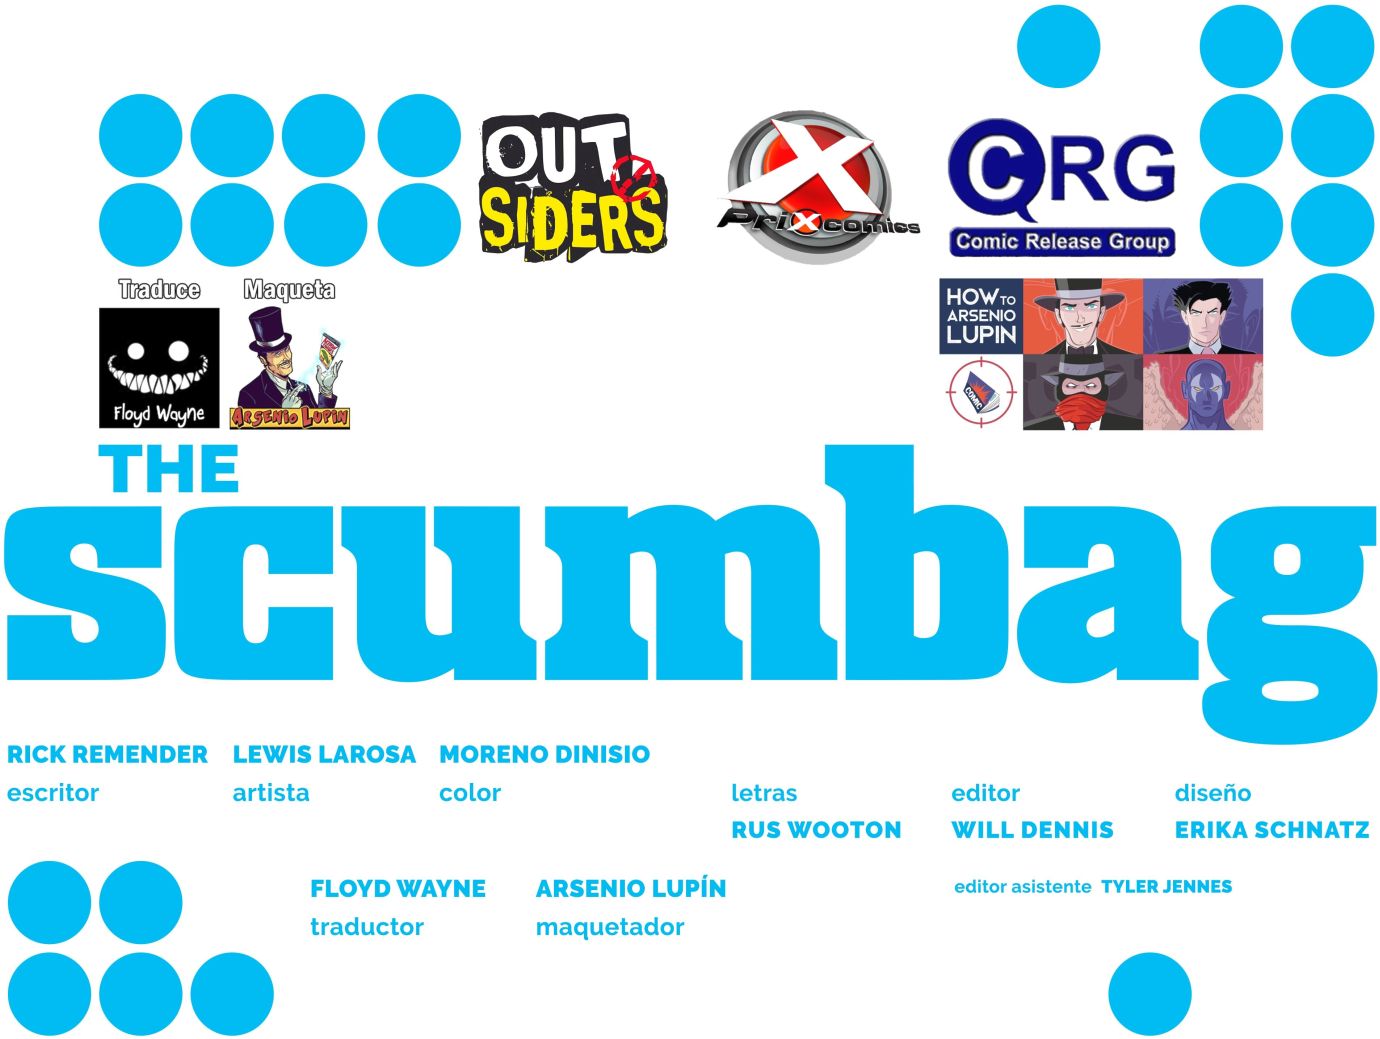 OUT
SIDERS
X
PriXcomics
CRG
Comic Release Group
Traduce
Maqueta
Floyd Wayne
ARSENIO LUPIN
HOW TO
ARSENIO
LUPIN
COMIC
THE
scumbag
RICK REMENDER
escritor
LEWIS LAROSA
artista
MORENO DINISIO
color
letras
RUS WOOTON
editor
WILL DENNIS
diseño
ERIKA SCHNATZ
FLOYD WAYNE
traductor
ARSENIO LUPÍN
maquetador
editor asistente TYLER JENNES